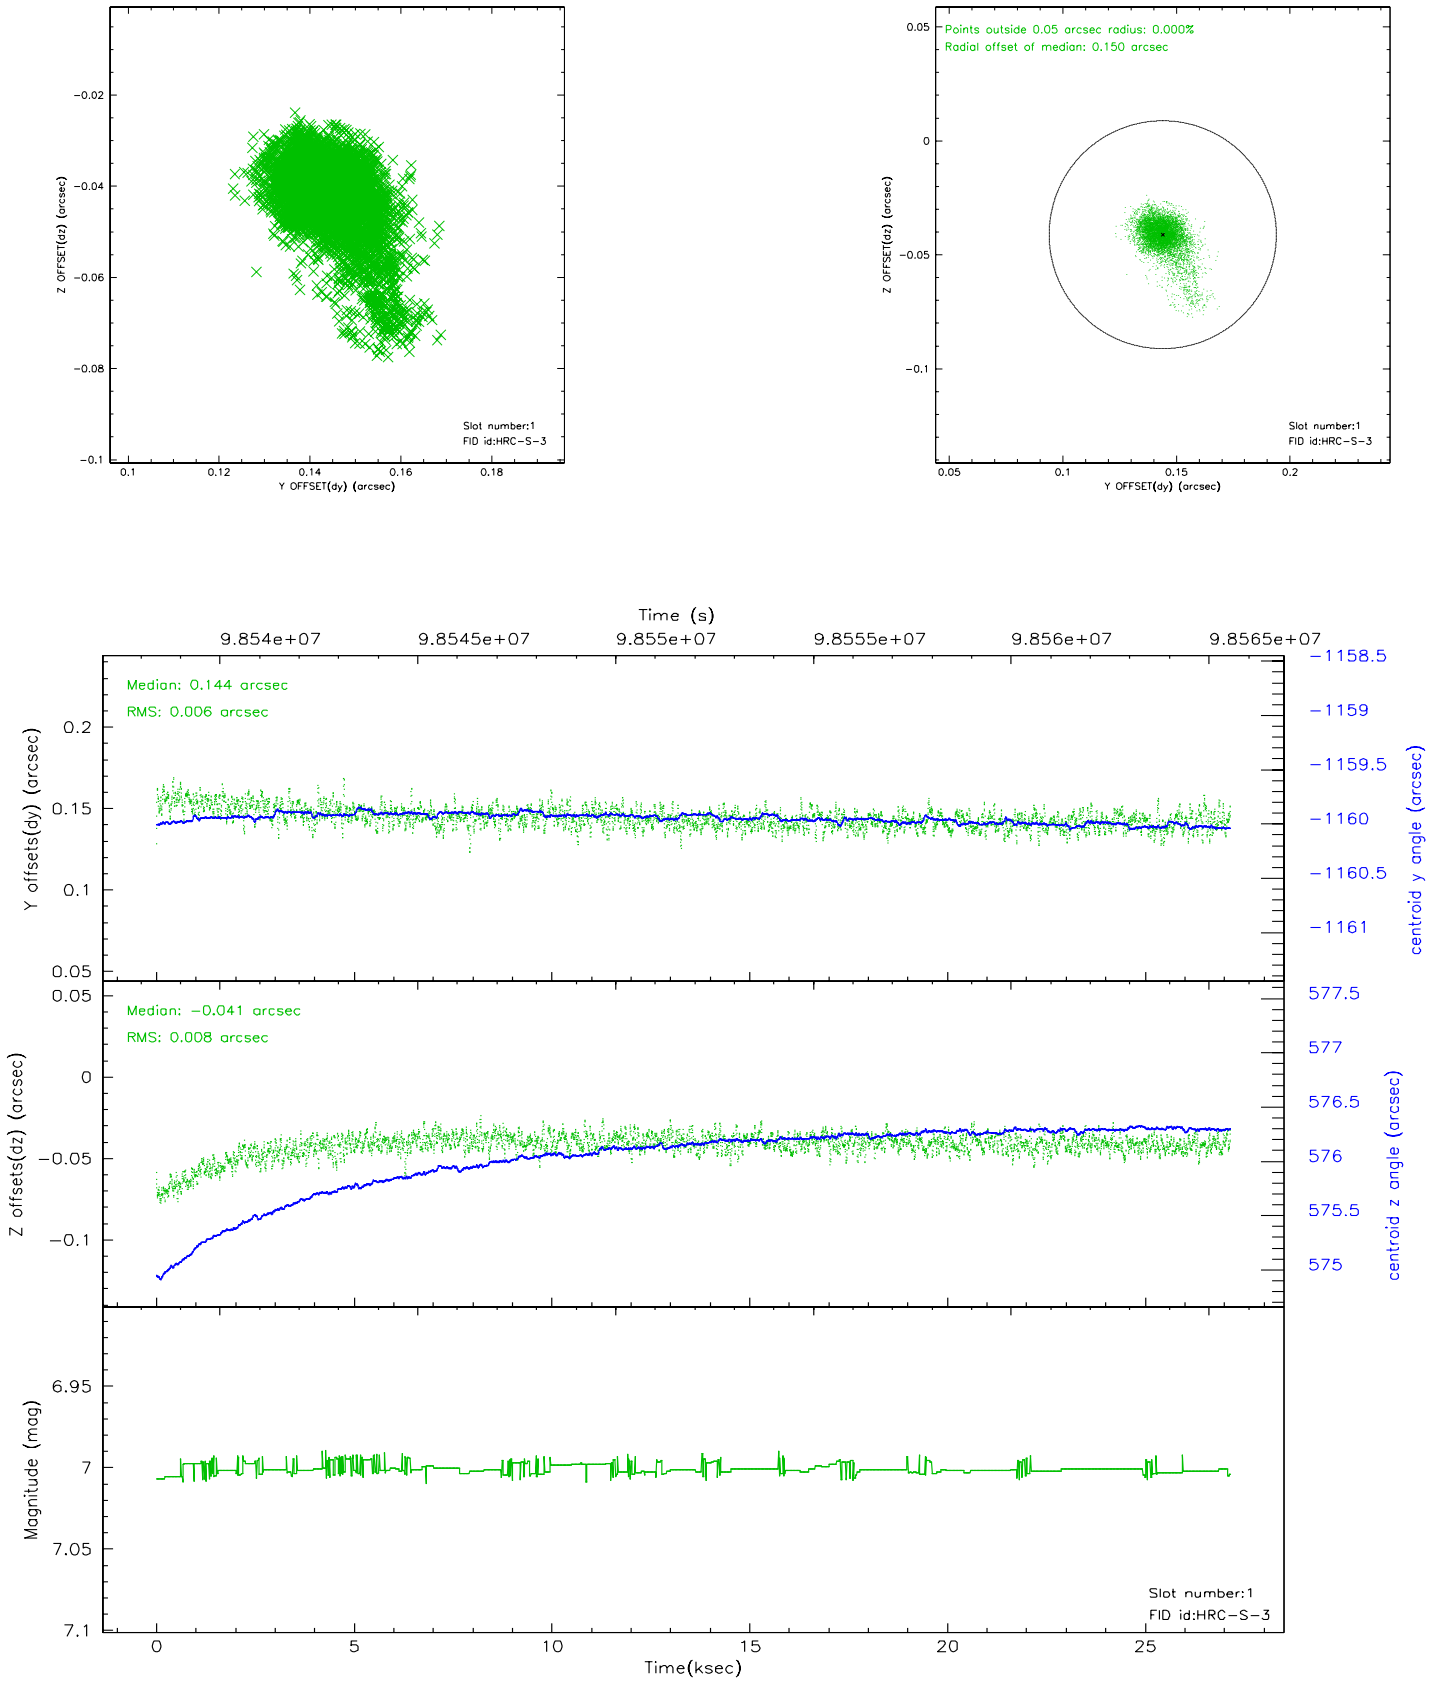 −0.02
−0.04
−0.06
−0.08
−0.1
Z OFFSET(dz) (arcsec)
Slot number:1
FID id:HRC−S−3
0.1 0.12 0.14 0.16 0.18
Y OFFSET(dy) (arcsec)
Points outside 0.05 arcsec radius: 0.000%
Radial offset of median: 0.150 arcsec
0.05
0
−0.05
−0.1
Z OFFSET(dz) (arcsec)
Slot number:1
FID id:HRC−S−3
0.05 0.1 0.15 0.2
Y OFFSET(dy) (arcsec)
Time (s)
9.854e+07 9.8545e+07 9.855e+07 9.8555e+07 9.856e+07 9.8565e+07
Median: 0.144 arcsec
RMS: 0.006 arcsec
0.2
0.15
0.1
0.05
Y offsets(dy) (arcsec)
−1158.5
−1159
−1159.5
−1160
−1160.5
−1161
centroid y angle (arcsec)
Median: −0.041 arcsec
RMS: 0.008 arcsec
0.05
0
−0.05
−0.1
Z offsets(dz) (arcsec)
577.5
577
576.5
576
575.5
575
centroid z angle (arcsec)
6.95
7
7.05
7.1
Magnitude (mag)
Slot number:1
FID id:HRC−S−3
0 5 10 15 20 25
Time(ksec)